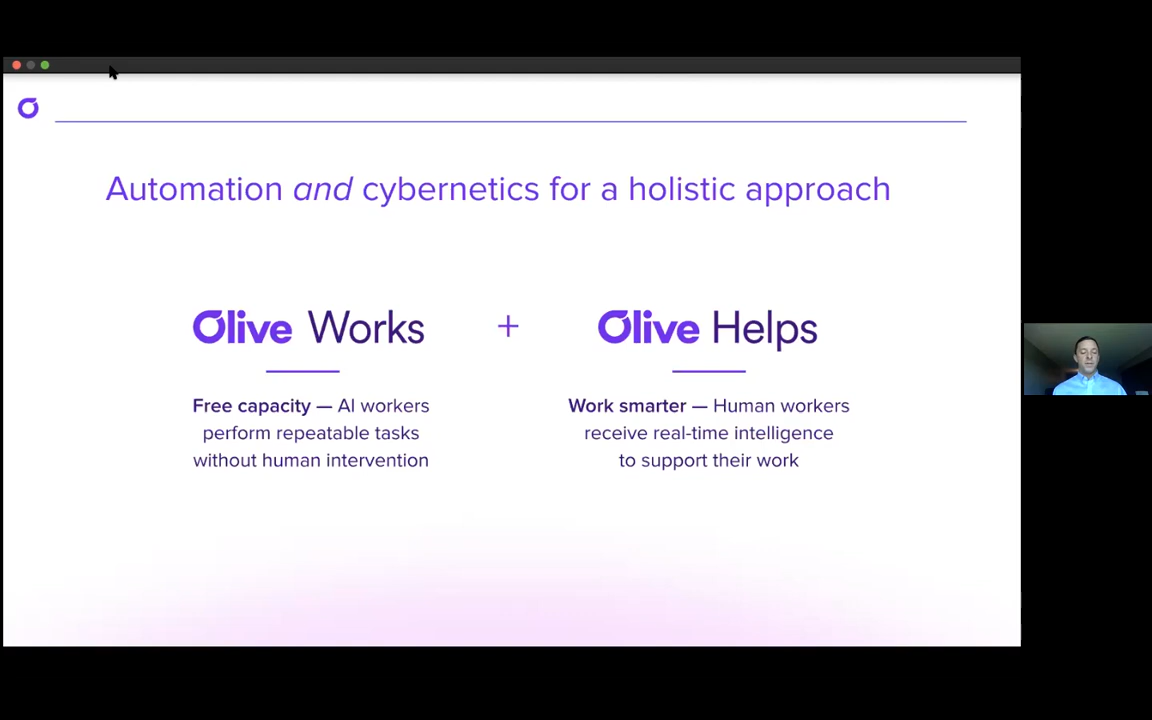 Automation and cybernetics for a holistic approach
Olive Works
+
Olive Helps
Free capacity — AI workers
perform repeatable tasks
without human intervention
Work smarter — Human workers
receive real-time intelligence
to support their work